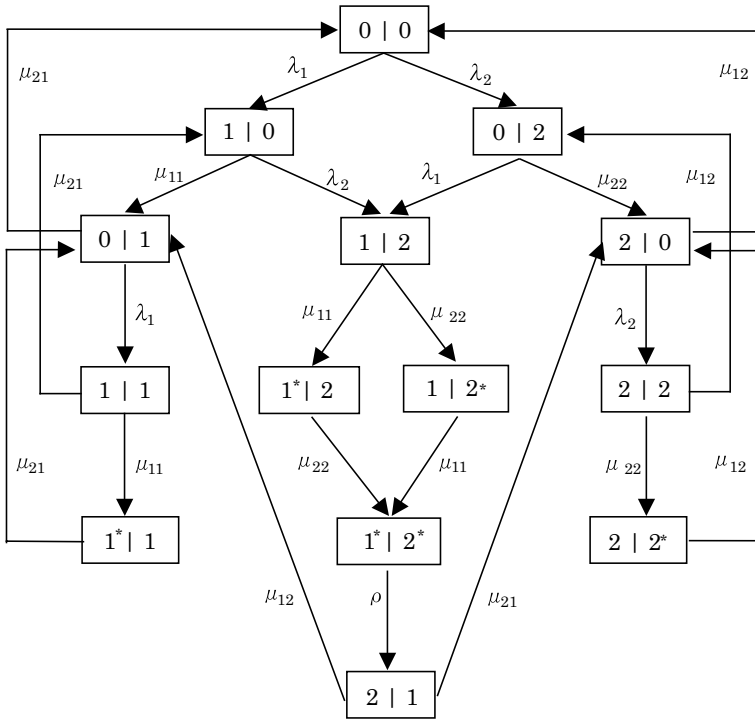 0 | 0
μ21
λ1
λ2
μ12
1 | 0
0 | 2
μ21
μ11
λ2
λ1
μ22
μ12
0 | 1
1 | 2
2 | 0
λ1
μ11
μ 22
λ2
1 | 1
1*| 2
1 | 2*
2 | 2
μ21
μ11
μ22
μ11
μ 22
μ12
1*| 1
1*| 2*
2 | 2*
μ12
ρ
μ21
2 | 1